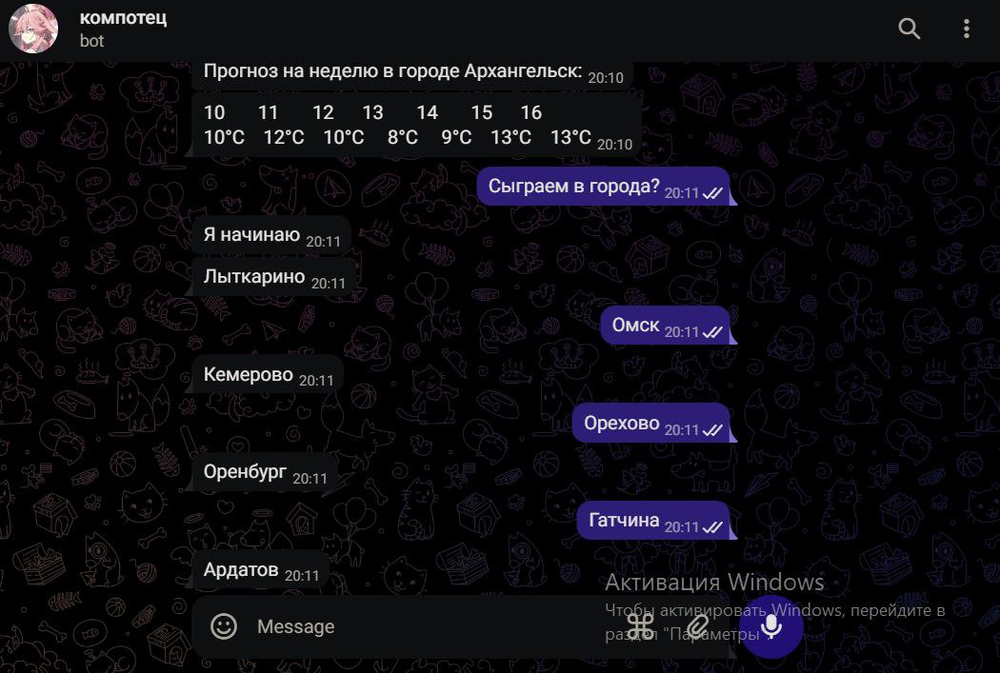 компотец
bot
Прогноз на неделю в городе Архангельск: 20:10
10 11 12 13 14 15 16
10°C 12°C 10°C 8°C 9°C 13°C 13°C 20:10
Сыграем в города? 20:11
Я начинаю 20:11
Лыткарино 20:11
Омск 20:11
Кемерово 20:11
Орехово 20:11
Оренбург 20:11
Гатчина 20:11
Ардатов 20:11
Message
Активация Windows
Чтобы активировать Windows, перейдите в
раздел "Параметры